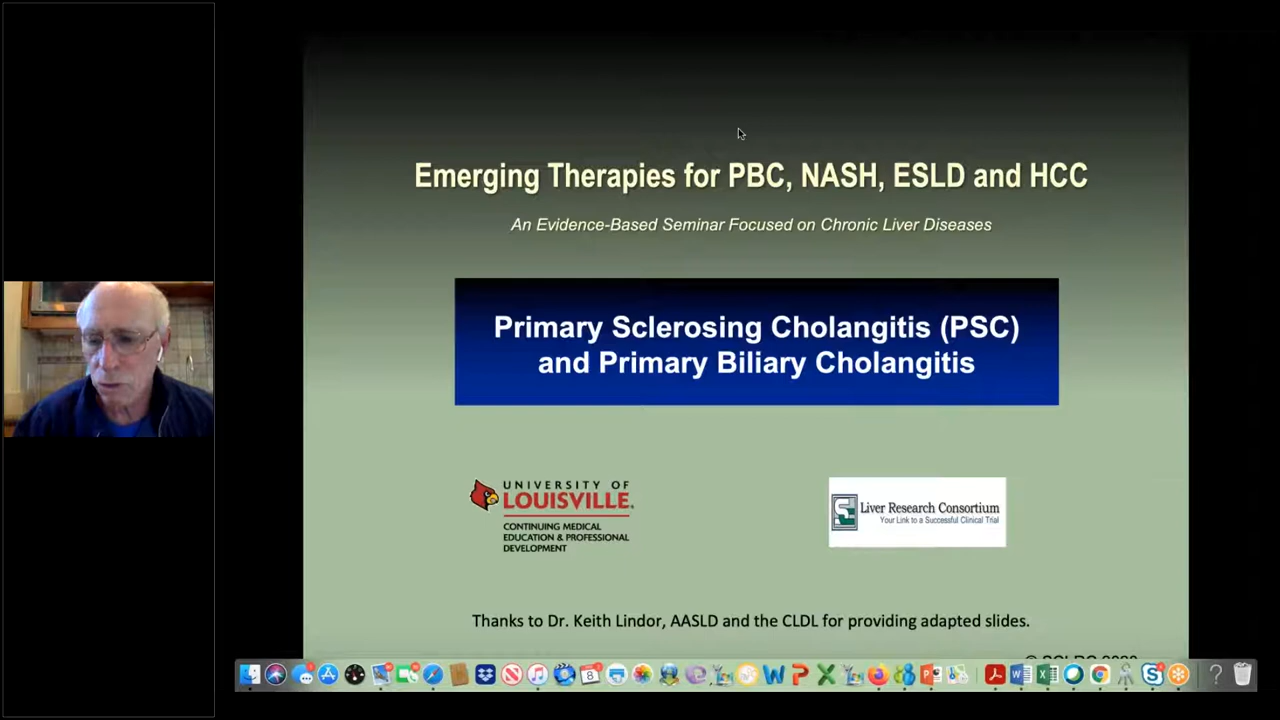 Emerging Therapies for PBC, NASH, ESLD and HCC
An Evidence-Based Seminar Focused on Chronic Liver Diseases
Primary Sclerosing Cholangitis (PSC)
and Primary Biliary Cholangitis
UNIVERSITY OF
LOUISVILLE
CONTINUING MEDICAL
EDUCATION & PROFESSIONAL
DEVELOPMENT
Liver Research Consortium
Your Link to a Successful Clinical Trial
Thanks to Dr. Keith Lindor, AASLD and the CLDL for providing adapted slides.